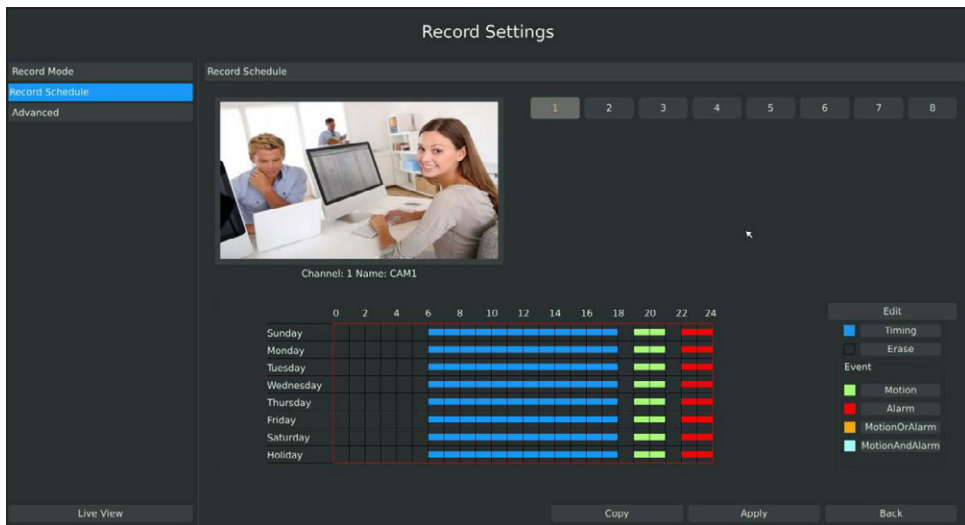 Record Settings
Record Mode
Record Schedule
Advanced
Record Schedule
1 2 3 4 5 6 7 8
Channel: 1 Name: CAM1
0 2 4 6 8 10 12 14 16 18 20 22 24
Sunday
Monday
Tuesday
Wednesday
Thursday
Friday
Saturday
Holiday
Edit
Timing
Erase
Event
Motion
Alarm
MotionOrAlarm
MotionAndAlarm
Live View
Copy
Apply
Back